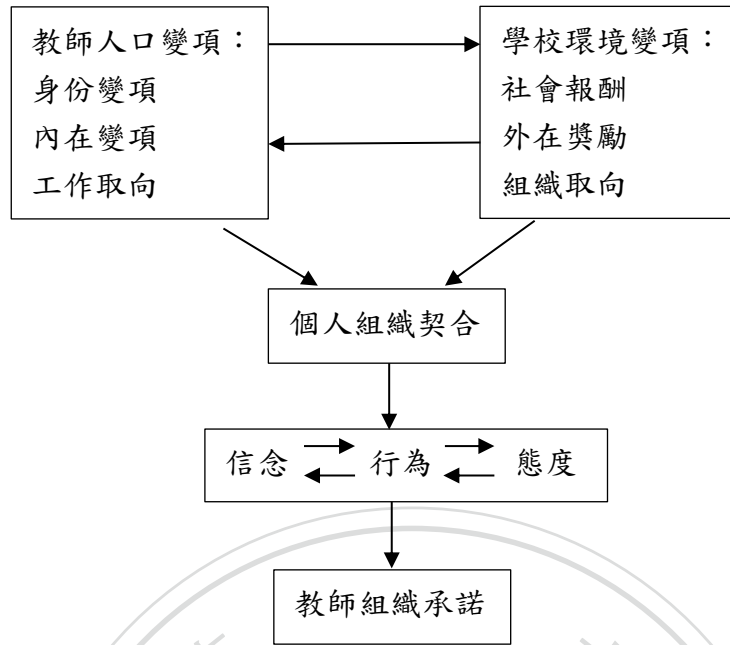 教師人口變項：
身份變項
內在變項
工作取向
學校環境變項：
社會報酬
外在獎勵
組織取向
個人組織契合
信念 行為 態度
教師組織承諾